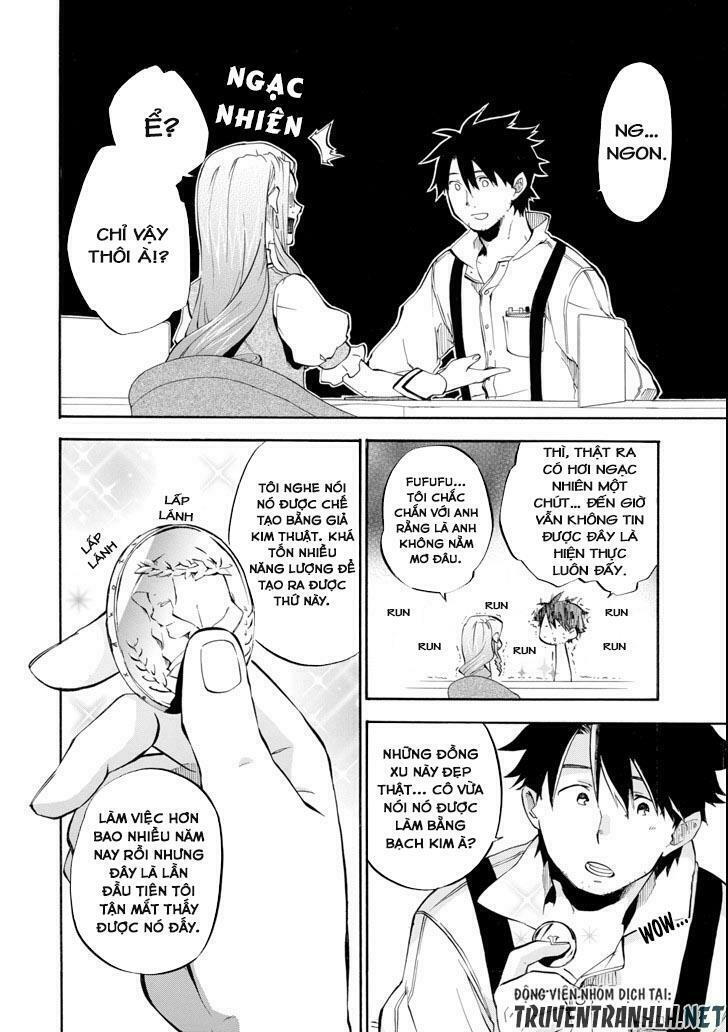 NG...
NGON.
NGẠC
NHIÊN
Ể?
CHỈ VẬY
THÔI ÀI?
THÌ, THẬT RA
CÓ HƠI NGẠC
NHIÊN MỘT
CHÚT... ĐẾN GIỜ
VẪN KHÔNG TIN
ĐƯỢC ĐÂY LÀ
HIỆN THỰC
LUÔN ĐẤY.
FUFUFU...
TÔI CHẮC
CHẮN VỚI ANH
RẰNG LÀ ANH
KHÔNG NẰM
MƠ ĐÂU.
RUN
RUN
RUN
RUN
RUN
RUN
NHỮNG ĐỒNG
XU NÀY ĐẸP
THẬT... CÔ VỪA
NÓI NÓ ĐƯỢC
LÀM BẰNG
BẠCH KIM À?
WOW...
TÔI NGHE NÓI
NÓ ĐƯỢC CHẾ
TẠO BẰNG GIẢ
KIM THUẬT. KHÁ
TỐN NHIỀU
NĂNG LƯỢNG ĐỂ
TẠO RA ĐƯỢC
THỨ NÀY.
LẤP
LÁNH
LẤP
LÁNH
LÀM VIỆC HƠN
BAO NHIÊU NĂM
NAY RỒI NHƯNG
ĐÂY LÀ LẦN
ĐẦU TIÊN TÔI
TẬN MẮT THẤY
ĐƯỢC NÓ ĐẤY.
ĐỘNG VIÊN NHÓM DỊCH TẠI:
TRUYENTRANHLH.NET